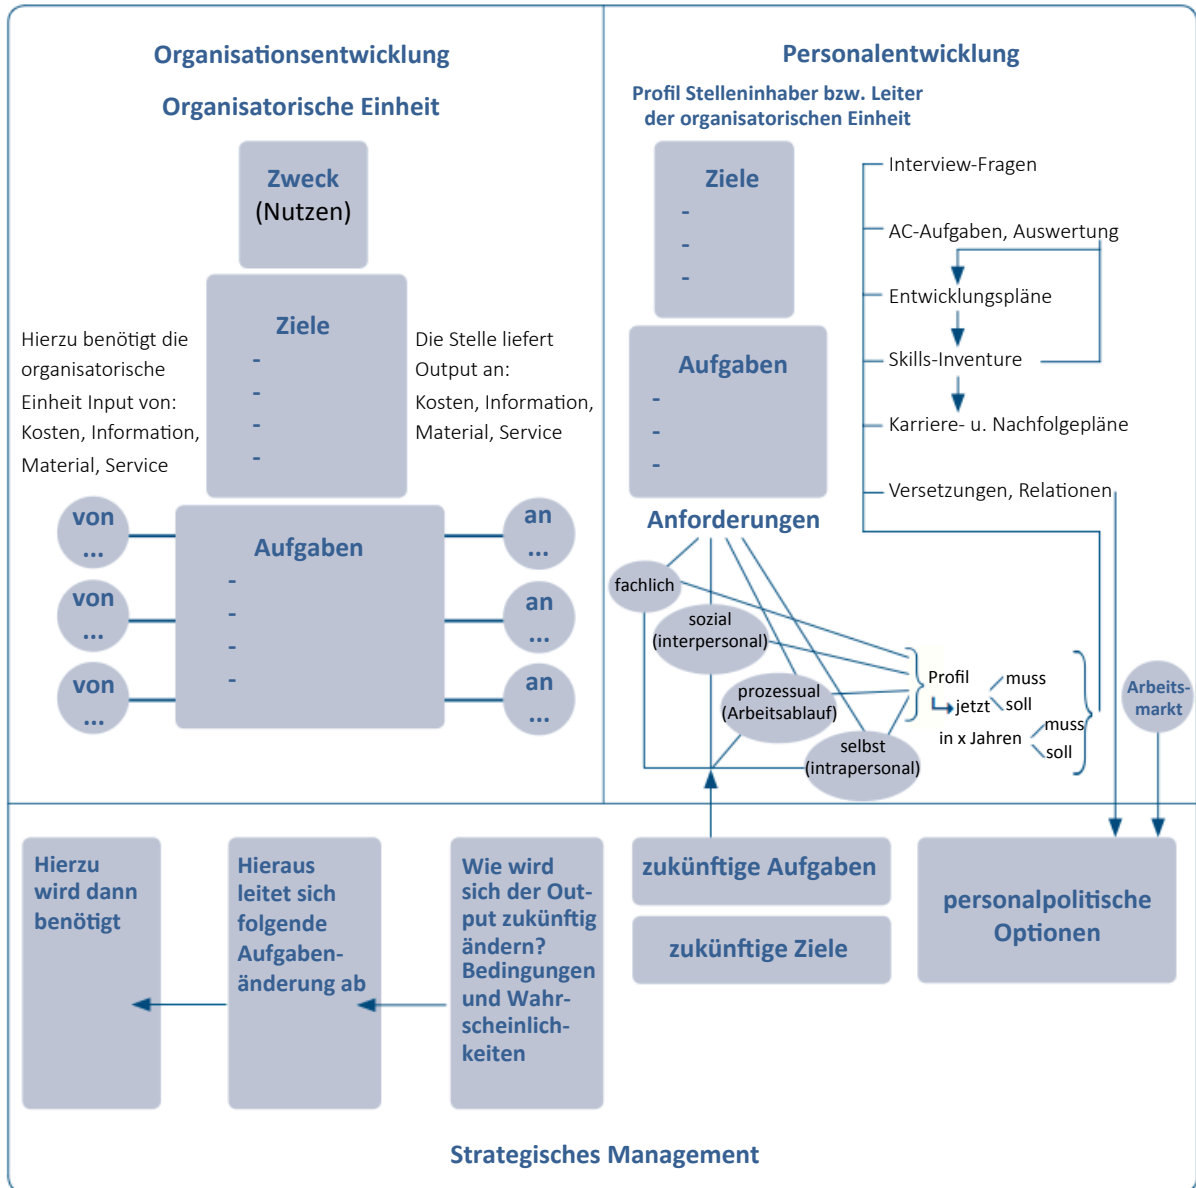 Organisationsentwicklung
Organisatorische Einheit
Zweck
(Nutzen)
Ziele
-
-
-
-
Hierzu benötigt die
organisatorische
Einheit Input von:
Kosten, Information,
Material, Service
Die Stelle liefert
Output an:
Kosten, Information,
Material, Service
von
...
von
...
von
...
Aufgaben
-
-
-
-
an
...
an
...
an
...
Personalentwicklung
Profil Stelleninhaber bzw. Leiter
der organisatorischen Einheit
Ziele
-
-
-
Aufgaben
-
-
-
Anforderungen
fachlich
sozial
(interpersonal)
prozessual
(Arbeitsablauf)
selbst
(intrapersonal)
Interview-Fragen
AC-Aufgaben, Auswertung
Entwicklungspläne
Skills-Inventure
Karriere- u. Nachfolgepläne
Versetzungen, Relationen
Profil
jetzt
muss
soll
in x Jahren
muss
soll
Arbeits-
markt
Hierzu
wird dann
benötigt
Hieraus
leitet sich
folgende
Aufgaben-
änderung ab
Wie wird
sich der Out-
put zukünftig
ändern?
Bedingungen
und Wahr-
scheinlich-
keiten
zukünftige Aufgaben
zukünftige Ziele
personalpolitische
Optionen
Strategisches Management